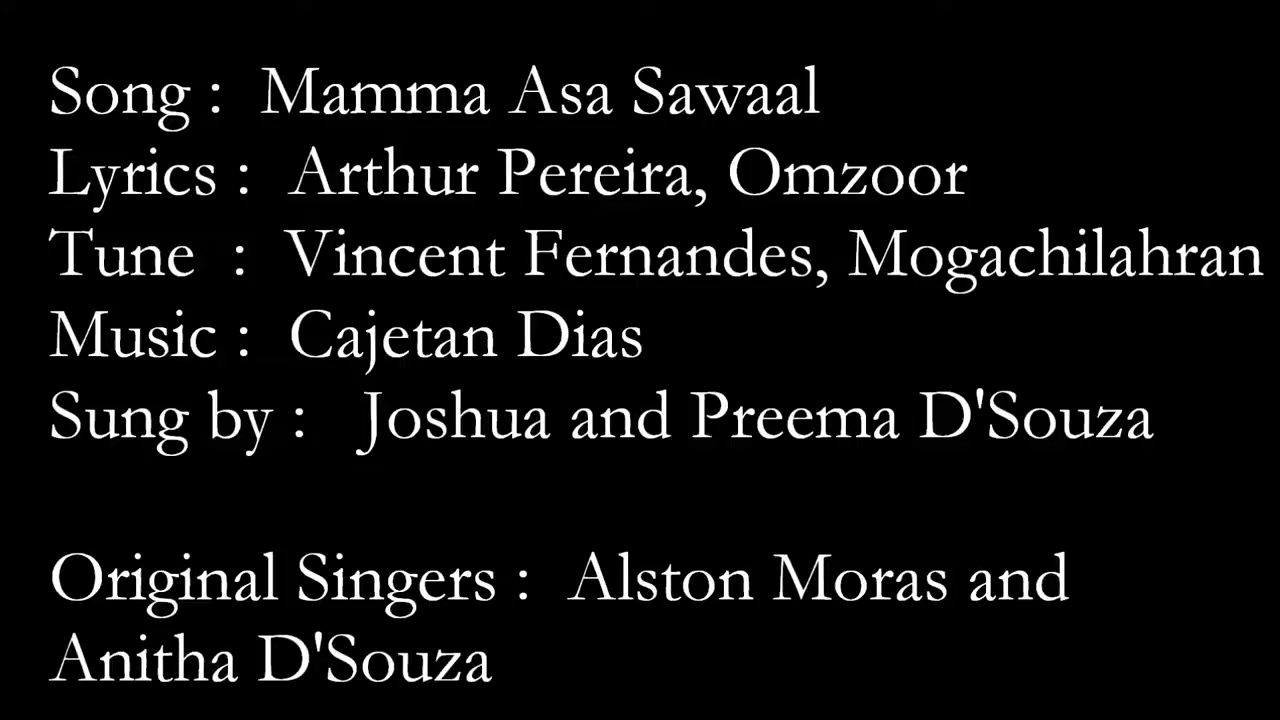 Song : Mamma Asa Sawaal
Lyrics : Arthur Pereira, Omzoor
Tune : Vincent Fernandes, Mogachilahran
Music : Cajetan Dias
Sung by : Joshua and Preema D'Souza
Original Singers : Alston Moras and
Anitha D'Souza